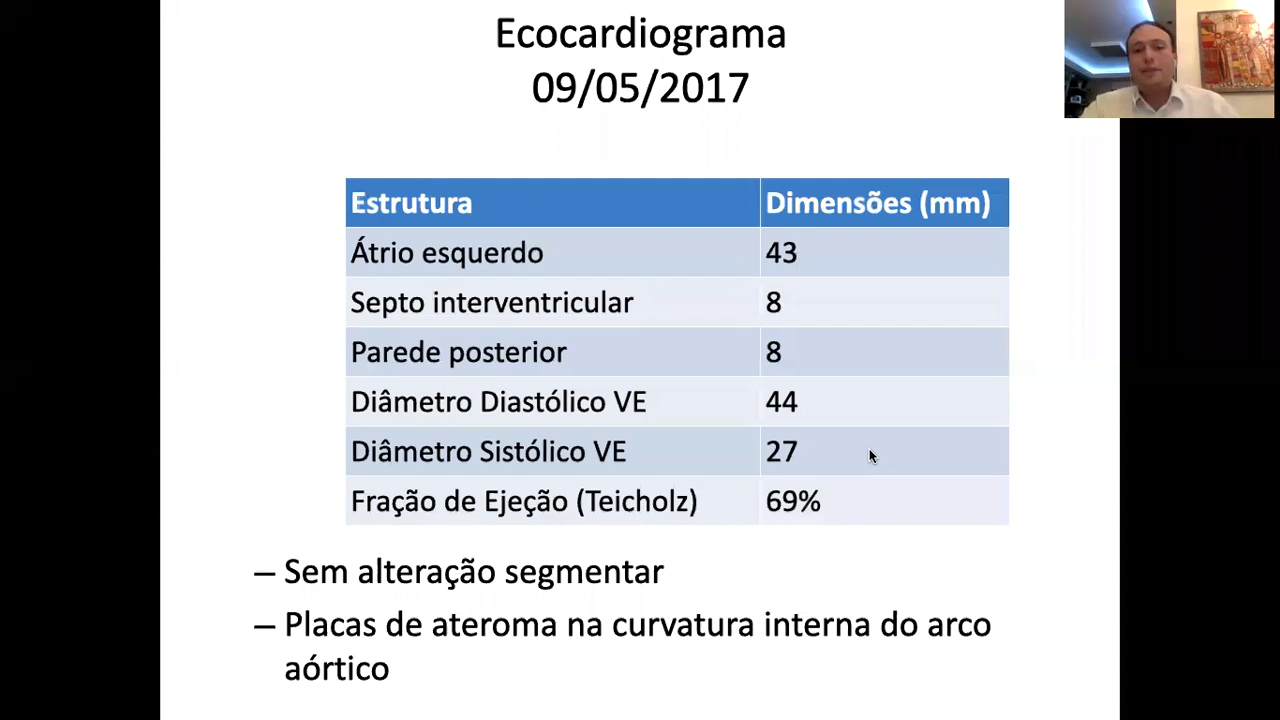 Ecocardiograma
09/05/2017
Estrutura Dimensões (mm)
Átrio esquerdo 43
Septo interventricular 8
Parede posterior 8
Diâmetro Diastólico VE 44
Diâmetro Sistólico VE 27
Fração de Ejeção (Teicholz) 69%
– Sem alteração segmentar
– Placas de ateroma na curvatura interna do arco
aórtico